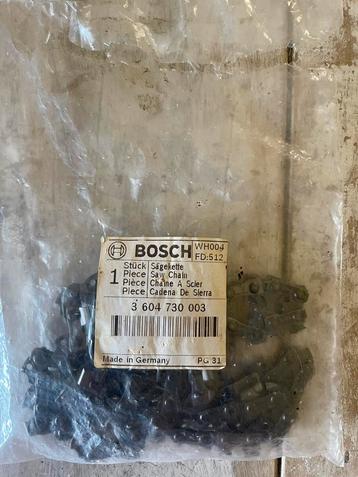 BOSCH
WH004
FD:512
1
Stück Sägekette
Piece Saw Chain
Pièce Chaîne A Scier
Piece Cadena De Sierra
3 604 730 003
Made in Germany PG 31